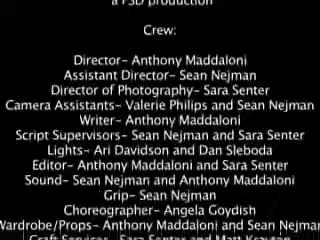 a PSD production
Crew:
Director- Anthony Maddaloni
Assistant Director- Sean Nejman
Director of Photography- Sara Senter
Camera Assistants- Valerie Philips and Sean Nejman
Writer- Anthony Maddaloni
Script Supervisors- Sean Nejman and Sara Senter
Lights- Ari Davidson and Dan Sleboda
Editor- Anthony Maddaloni and Sara Senter
Sound- Sean Nejman and Anthony Maddaloni
Grip- Sean Nejman
Choreographer- Angela Goydish
Wardrobe/Props- Anthony Maddaloni and Sean Nejman
Craft Services- Sara Senter and Matt